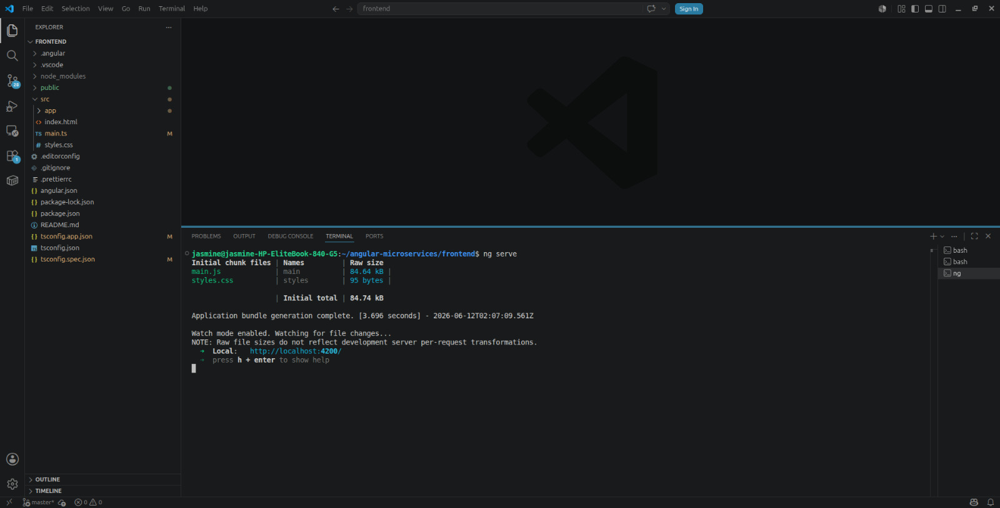 File Edit Selection View Go Run Terminal Help
frontend
Sign In
EXPLORER
FRONTEND
.angular
.vscode
node_modules
public
src
app
index.html
TS main.ts M
# styles.css
.editorconfig
.gitignore
.prettierrc
{} angular.json
{} package-lock.json
{} package.json
README.md
{} tsconfig.app.json M
tsconfig.json
{} tsconfig.spec.json M
28
1
OUTLINE
TIMELINE
PROBLEMS OUTPUT DEBUG CONSOLE TERMINAL PORTS
jasmine@jasmine-HP-EliteBook-840-G5:~/angular-microservices/frontend$ ng serve
Initial chunk files | Names | Raw size
main.js | main | 84.64 kB |
styles.css | styles | 95 bytes |
| Initial total | 84.74 kB
Application bundle generation complete. [3.696 seconds] - 2026-06-12T02:07:09.561Z
Watch mode enabled. Watching for file changes...
NOTE: Raw file sizes do not reflect development server per-request transformations.
➜ Local: http://localhost:4200/
➜ press h + enter to show help
bash
bash
ng
master* 0 0